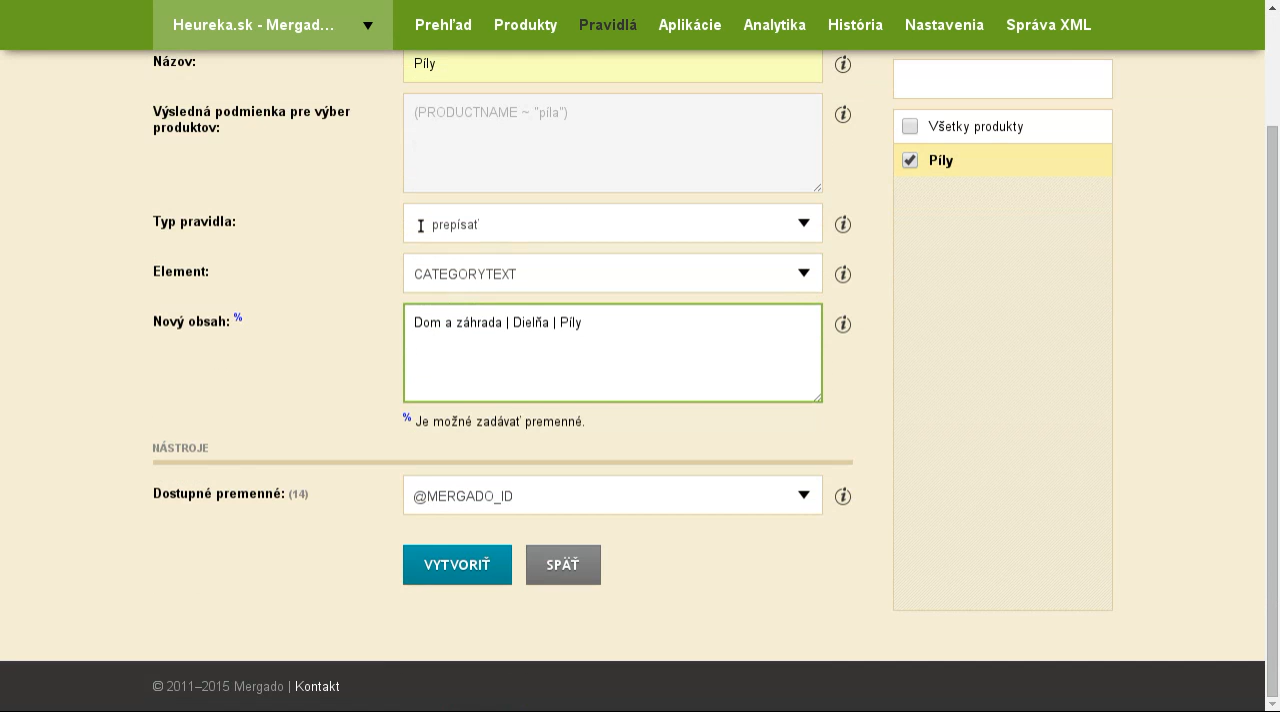 Heureka.sk - Mergad...
Prehľad Produkty Pravidlá Aplikácie Analytika História Nastavenia Správa XML
Názov:
Píly
Výsledná podmienka pre výber
produktov:
(PRODUCTNAME ~ "píla")
Typ pravidla:
prepísať
Element:
CATEGORYTEXT
Nový obsah: %
Dom a záhrada | Dielňa | Píly
% Je možné zadávať premenné.
NÁSTROJE
Dostupné premenné: (14)
@MERGADO_ID
VYTVORIŤ SPÄŤ
Všetky produkty
Píly
© 2011–2015 Mergado | Kontakt